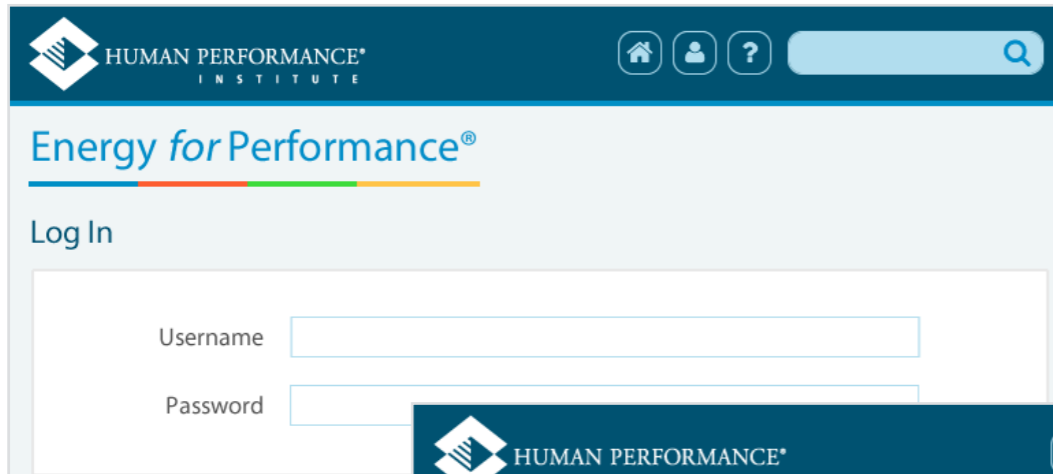 HUMAN PERFORMANCE®
INSTITUTE
?
Energy for Performance®
Log In
Username
Password
HUMAN PERFORMANCE®